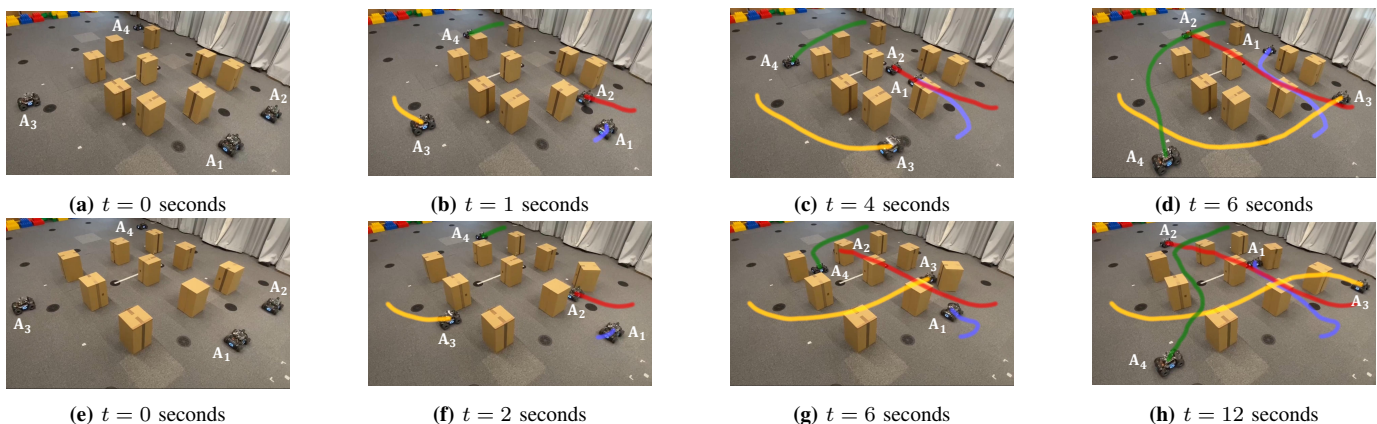 A₄
A₃
A₂
A₁
A₄
A₂
A₃
A₁
A₄
A₂
A₁
A₃
A₂
A₁
A₃
A₄
(a) t = 0 seconds
(b) t = 1 seconds
(c) t = 4 seconds
(d) t = 6 seconds
A₄
A₃
A₂
A₁
A₄
A₃
A₂
A₁
A₂
A₄
A₃
A₁
A₂
A₁
A₃
A₄
(e) t = 0 seconds
(f) t = 2 seconds
(g) t = 6 seconds
(h) t = 12 seconds